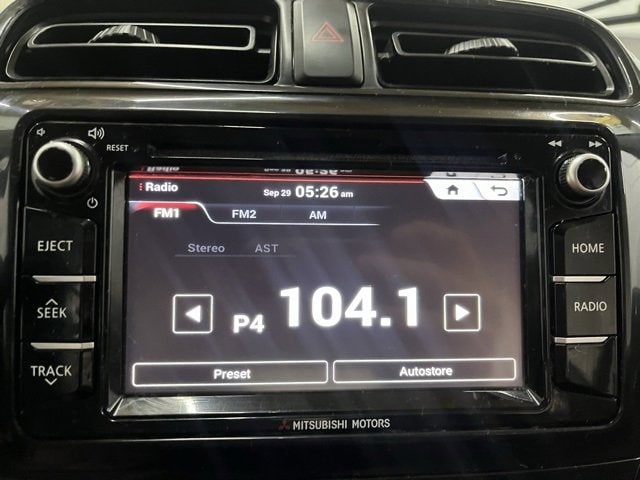 RESET
Radio
Sep 29 05:26 am
FM1 FM2 AM
Stereo AST
P4 104.1
Preset Autostore
EJECT
SEEK
TRACK
HOME
RADIO
MITSUBISHI MOTORS